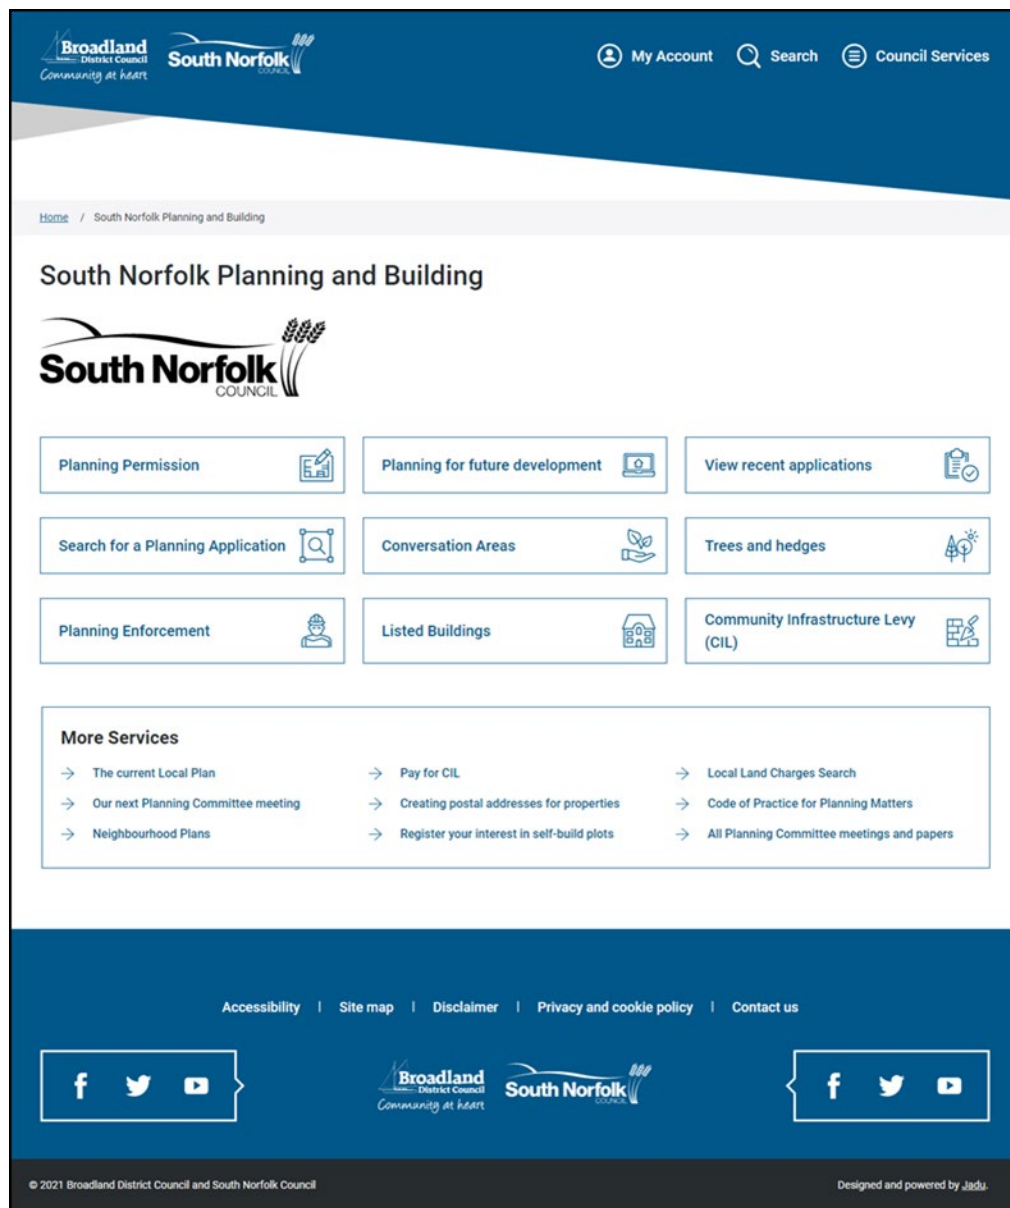 Broadland
District Council
Community at heart
South Norfolk
COUNCIL
My Account
Search
Council Services
Home / South Norfolk Planning and Building
South Norfolk Planning and Building
South Norfolk
COUNCIL
Planning Permission
Planning for future development
View recent applications
Search for a Planning Application
Conversation Areas
Trees and hedges
Planning Enforcement
Listed Buildings
Community Infrastructure Levy
(CIL)
More Services
The current Local Plan
Pay for CIL
Local Land Charges Search
Our next Planning Committee meeting
Creating postal addresses for properties
Code of Practice for Planning Matters
Neighbourhood Plans
Register your interest in self-build plots
All Planning Committee meetings and papers
Accessibility | Site map | Disclaimer | Privacy and cookie policy | Contact us
Broadland
District Council
Community at heart
South Norfolk
COUNCIL
© 2021 Broadland District Council and South Norfolk Council
Designed and powered by Jadu.